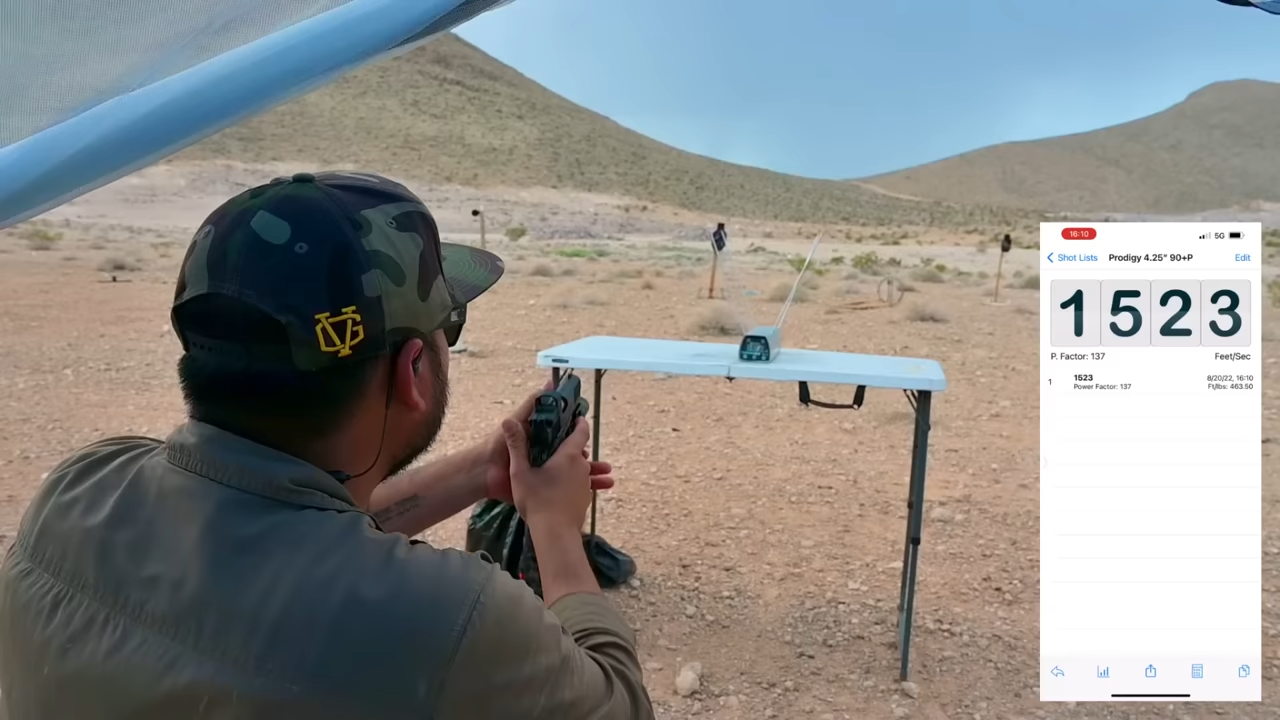 16:10
5G
Shot Lists
Prodigy 4.25" 90+P
Edit
1523
P. Factor: 137
Feet/Sec
1
1523
8/20/22, 16:10
Power Factor: 137
Ft/lbs: 463.50